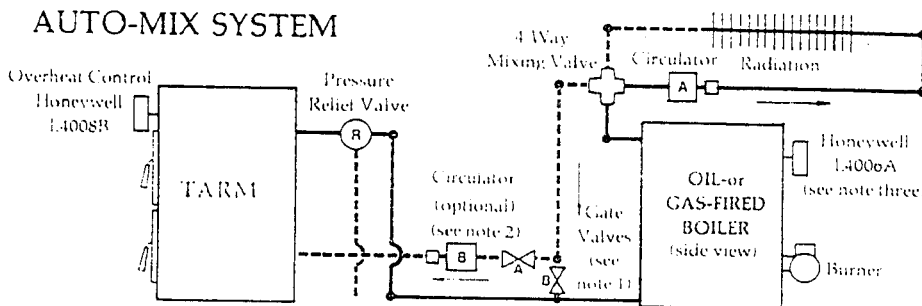 AUTO-MIX SYSTEM
Overheat Control
Honeywell
L4008B
Pressure
Relief Valve
R
TARM
4 Way
Mixing Valve
Circulator
A
Radiation
Circulator
(optional)
(see note 2)
B
A
B
Gate
Valves
(see
note 1)
OIL-or
GAS-FIRED
BOILER
(side view)
Honeywell
L4006A
(see note three
Burner